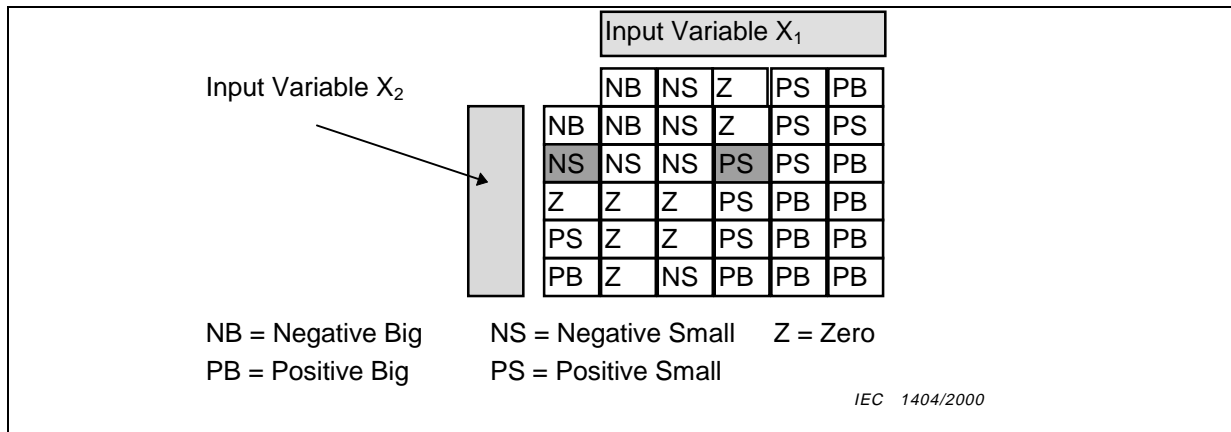 Input Variable X₁
Input Variable X₂
NB NS Z PS PB
NB NB NS Z PS PS
NS NS NS PS PS PB
Z Z Z PS PB PB
PS Z Z PS PB PB
PB Z NS PB PB PB
NB = Negative Big NS = Negative Small Z = Zero
PB = Positive Big PS = Positive Small
IEC 1404/2000